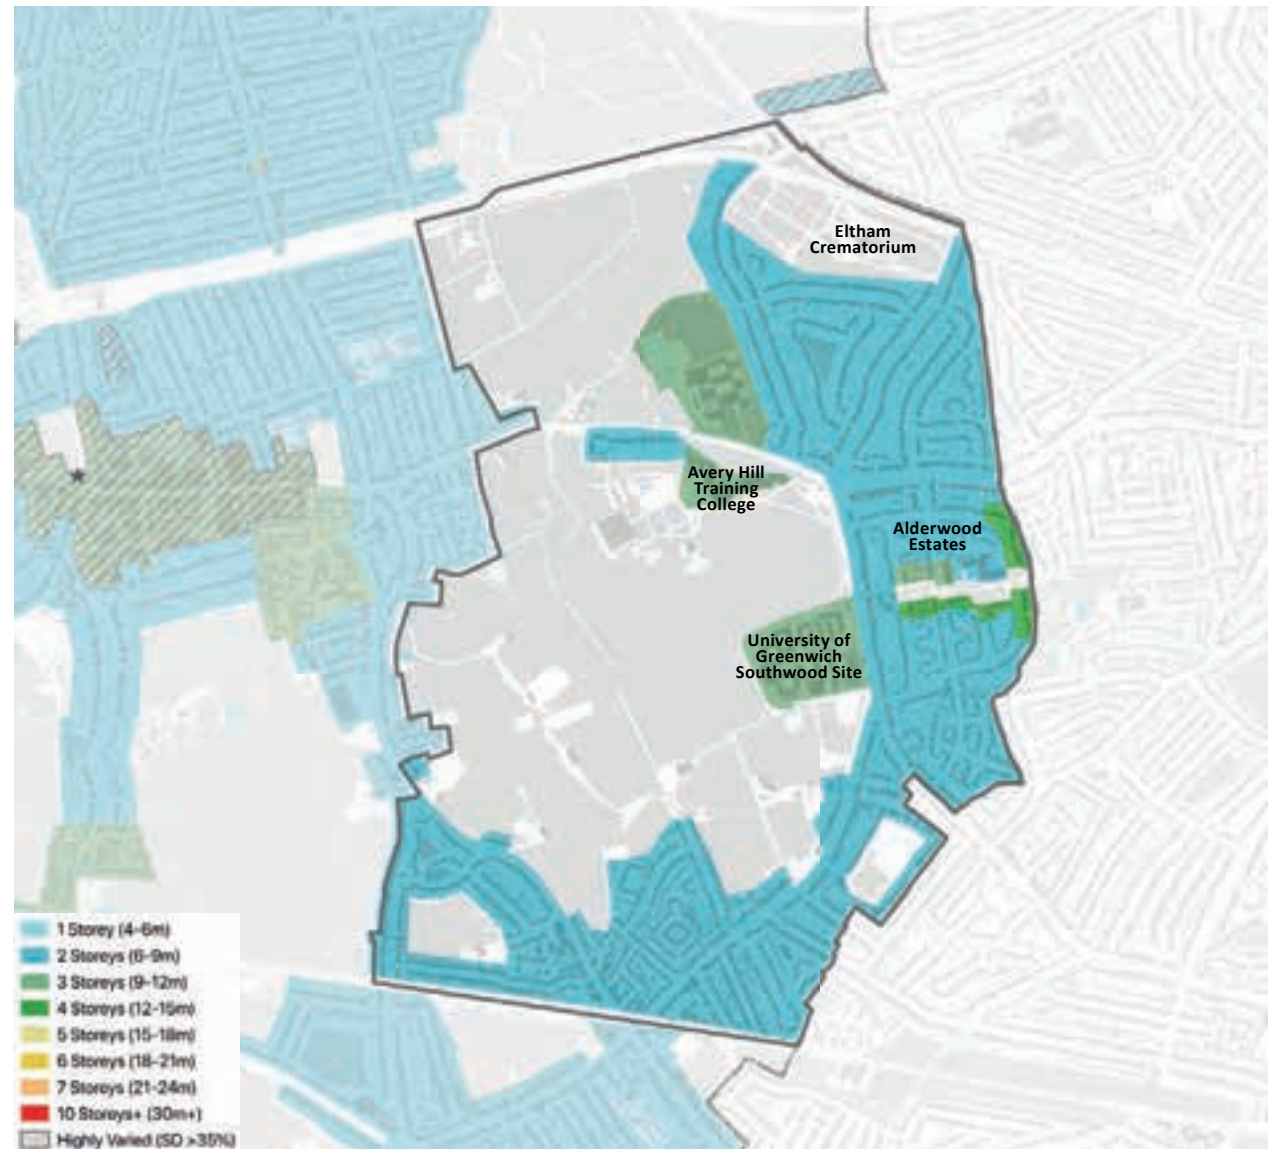 Eltham
Crematorium
Avery Hill
Training
College
Alderwood
Estates
University of
Greenwich
Southwood Site
1 Storey (4-6m)
2 Storeys (6-9m)
3 Storeys (9-12m)
4 Storeys (12-15m)
5 Storeys (15-18m)
6 Storeys (18-21m)
7 Storeys (21-24m)
10 Storeys+ (30m+)
Highly Varied (SD >35%)